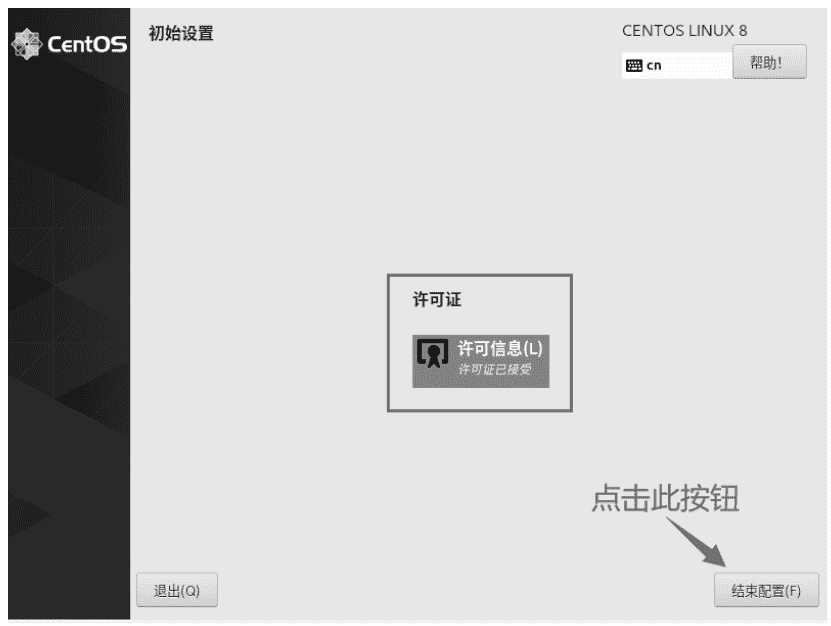 CentOS
初始设置
CENTOS LINUX 8
cn
帮助!
许可证
许可信息(L)
许可证已接受
点击此按钮
退出(Q)
结束配置(F)